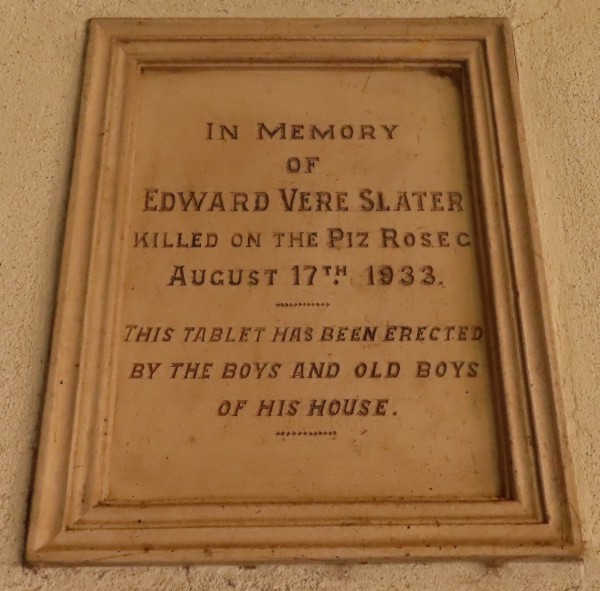 IN MEMORY
OF
EDWARD VERE SLATER
KILLED ON THE PIZ ROSEG
AUGUST 17TH 1933.
THIS TABLET HAS BEEN ERECTED
BY THE BOYS AND OLD BOYS
OF HIS HOUSE.